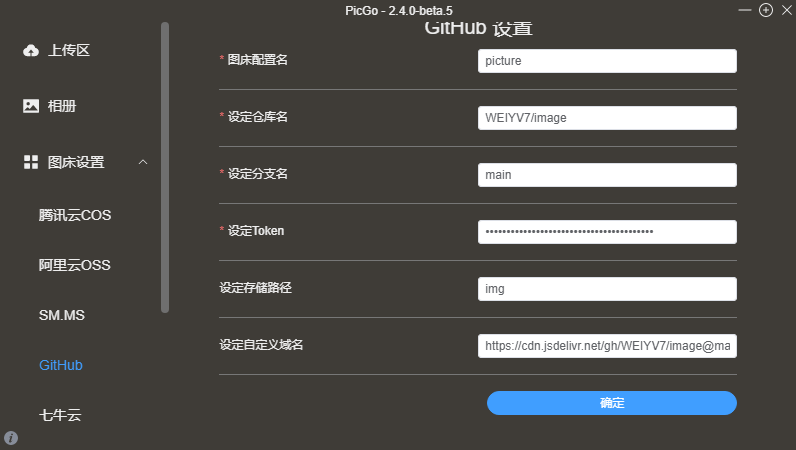 PicGo - 2.4.0-beta.5
GitHub 设置
上传区
相册
图床设置
腾讯云COS
阿里云OSS
SM.MS
GitHub
七牛云
* 图床配置名
picture
* 设定仓库名
WEIYV7/image
* 设定分支名
main
* 设定Token
••••••••••••••••••••••••••••••••••••••••
设定存储路径
img
设定自定义域名
https://cdn.jsdelivr.net/gh/WEIYV7/image@ma
确定